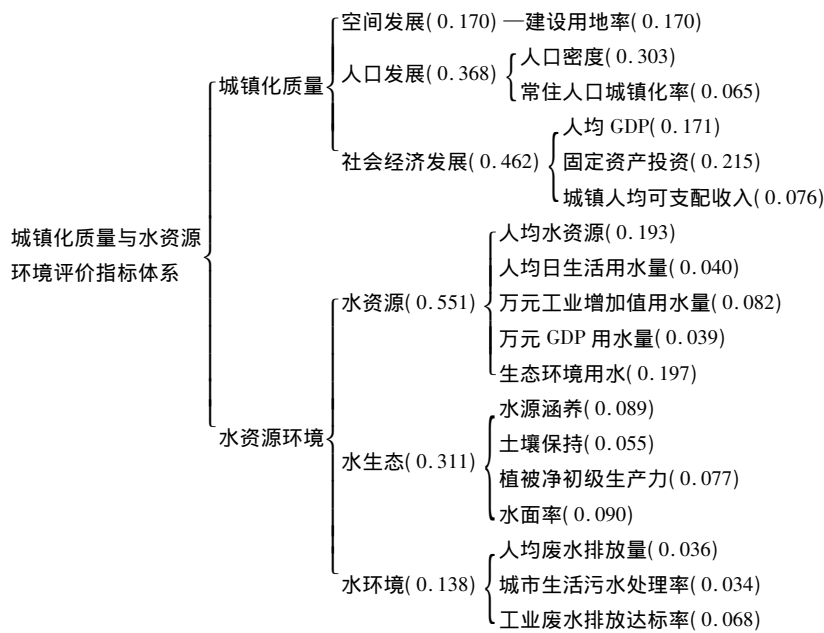 空间发展(0.170)—建设用地率(0.170)
人口密度(0.303)
人口发展(0.368)
常住人口城镇化率(0.065)
城镇化质量
人均 GDP(0.171)
社会经济发展(0.462)
固定资产投资(0.215)
城镇人均可支配收入(0.076)
城镇化质量与水资源
环境评价指标体系
人均水资源(0.193)
人均日生活用水量(0.040)
水资源(0.551)
万元工业增加值用水量(0.082)
万元 GDP 用水量(0.039)
生态环境用水(0.197)
水资源环境
水源涵养(0.089)
土壤保持(0.055)
水生态(0.311)
植被净初级生产力(0.077)
水面率(0.090)
人均废水排放量(0.036)
水环境(0.138)
城市生活污水处理率(0.034)
工业废水排放达标率(0.068)